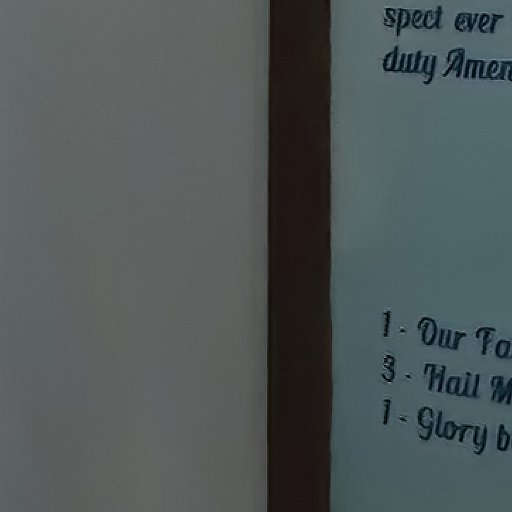 spect ever
duty Amen
1 - Our Fa
3 - Hail M
1 - Glory b